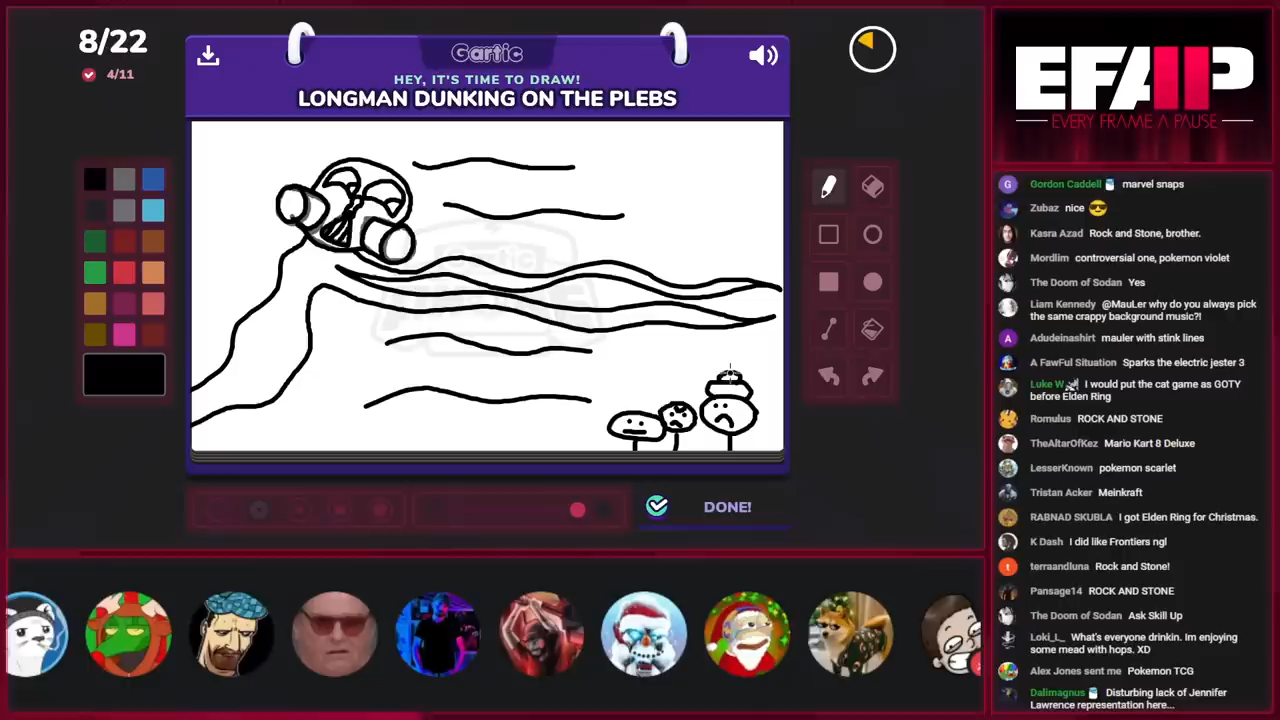 8/22
4/11
Gartic
HEY, IT'S TIME TO DRAW!
LONGMAN DUNKING ON THE PLEBS
DONE!
EFAP
EVERY FRAME A PAUSE
Gordon Caddell marvel snaps
Zubaz nice
Kasra Azad Rock and Stone, brother.
Mordlim controversial one, pokemon violet
The Doom of Sodan Yes
Liam Kennedy @MauLer why do you always pick
the same crappy background music?!
Adudeinashirt mauler with stink lines
A FawFul Situation Sparks the electric jester 3
Luke W I would put the cat game as GOTY
before Elden Ring
Romulus ROCK AND STONE
TheAltarOfKez Mario Kart 8 Deluxe
LesserKnown pokemon scarlet
Tristan Acker Meinkraft
RABNAD SKUBLA I got Elden Ring for Christmas.
K Dash I did like Frontiers ngl
terraandluna Rock and Stone!
Pansage14 ROCK AND STONE
The Doom of Sodan Ask Skill Up
Loki_I_ What's everyone drinkin. Im enjoying
some mead with hops. XD
Alex Jones sent me Pokemon TCG
Dalimagnus Disturbing lack of Jennifer
Lawrence representation here...